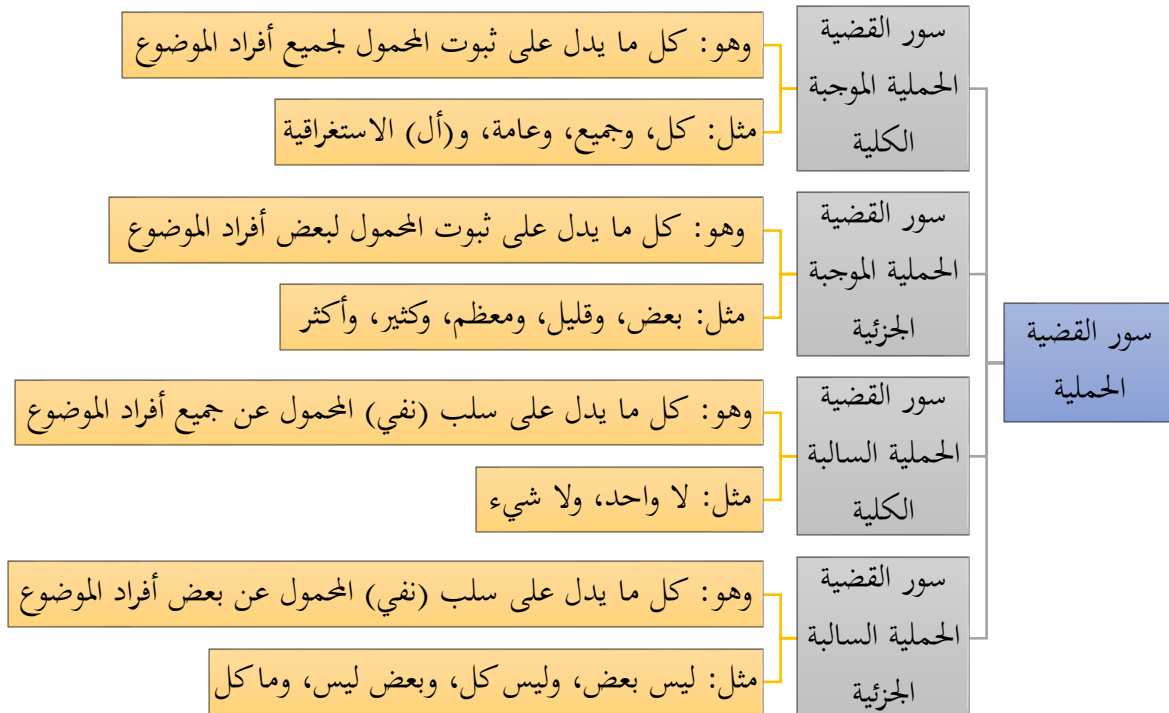 سور القضية
الحملية
سور القضية
الحملية الموجبة
الكلية
وهو: كل ما يدل على ثبوت المحمول لجميع أفراد الموضوع
مثل: كل، وجميع، وعامة، و(أل) الاستغراقية
سور القضية
الحملية الموجبة
الجزئية
وهو: كل ما يدل على ثبوت المحمول لبعض أفراد الموضوع
مثل: بعض، وقليل، ومعظم، وكثير، وأكثر
سور القضية
الحملية السالبة
الكلية
وهو: كل ما يدل على سلب (نفي) المحمول عن جميع أفراد الموضوع
مثل: لا واحد، ولا شيء
سور القضية
الحملية السالبة
الجزئية
وهو: كل ما يدل على سلب (نفي) المحمول عن بعض أفراد الموضوع
مثل: ليس بعض، وليس كل، وبعض ليس، وما كل